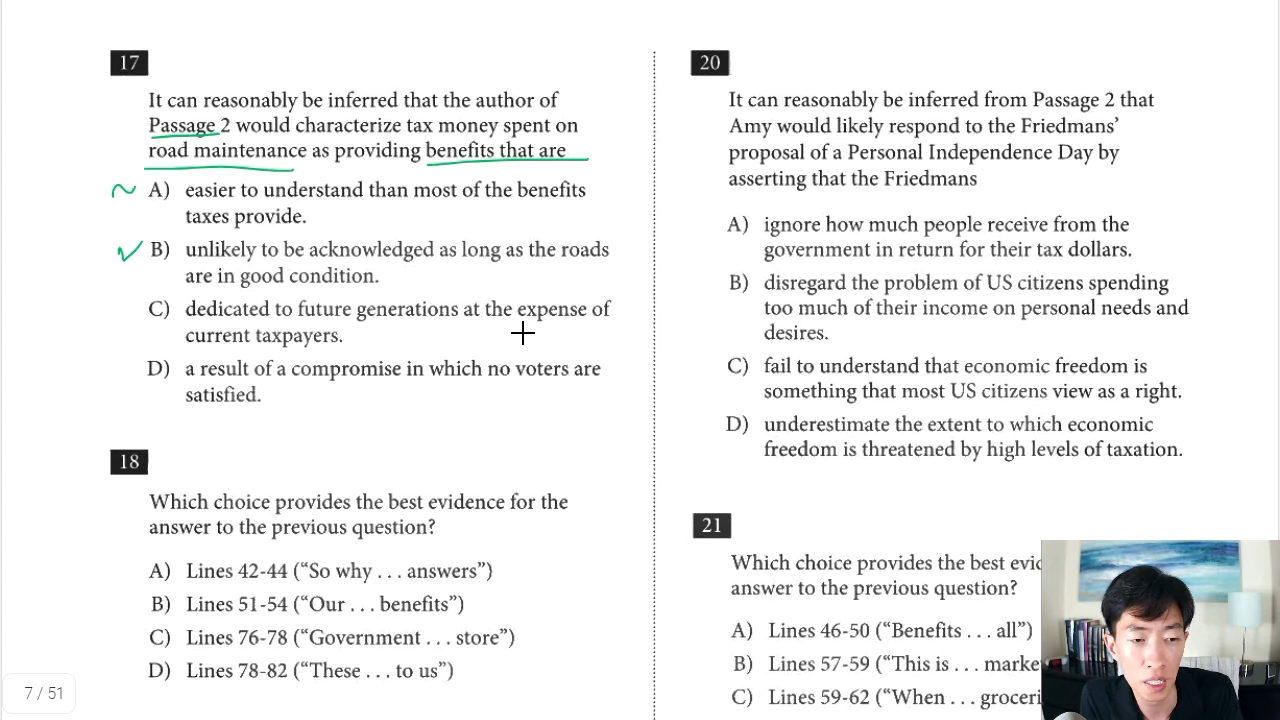 17
It can reasonably be inferred that the author of
Passage 2 would characterize tax money spent on
road maintenance as providing benefits that are
A) easier to understand than most of the benefits
taxes provide.
B) unlikely to be acknowledged as long as the roads
are in good condition.
C) dedicated to future generations at the expense of
current taxpayers.
D) a result of a compromise in which no voters are
satisfied.
18
Which choice provides the best evidence for the
answer to the previous question?
A) Lines 42-44 (“So why . . . answers”)
B) Lines 51-54 (“Our . . . benefits”)
C) Lines 76-78 (“Government . . . store”)
D) Lines 78-82 (“These . . . to us”)
7 / 51
20
It can reasonably be inferred from Passage 2 that
Amy would likely respond to the Friedmans’
proposal of a Personal Independence Day by
asserting that the Friedmans
A) ignore how much people receive from the
government in return for their tax dollars.
B) disregard the problem of US citizens spending
too much of their income on personal needs and
desires.
C) fail to understand that economic freedom is
something that most US citizens view as a right.
D) underestimate the extent to which economic
freedom is threatened by high levels of taxation.
21
Which choice provides the best
answer to the previous question?
A) Lines 46-50 (“Benefits . . . all”)
B) Lines 57-59 (“This is . . .
C) Lines 59-62 (“When . . .